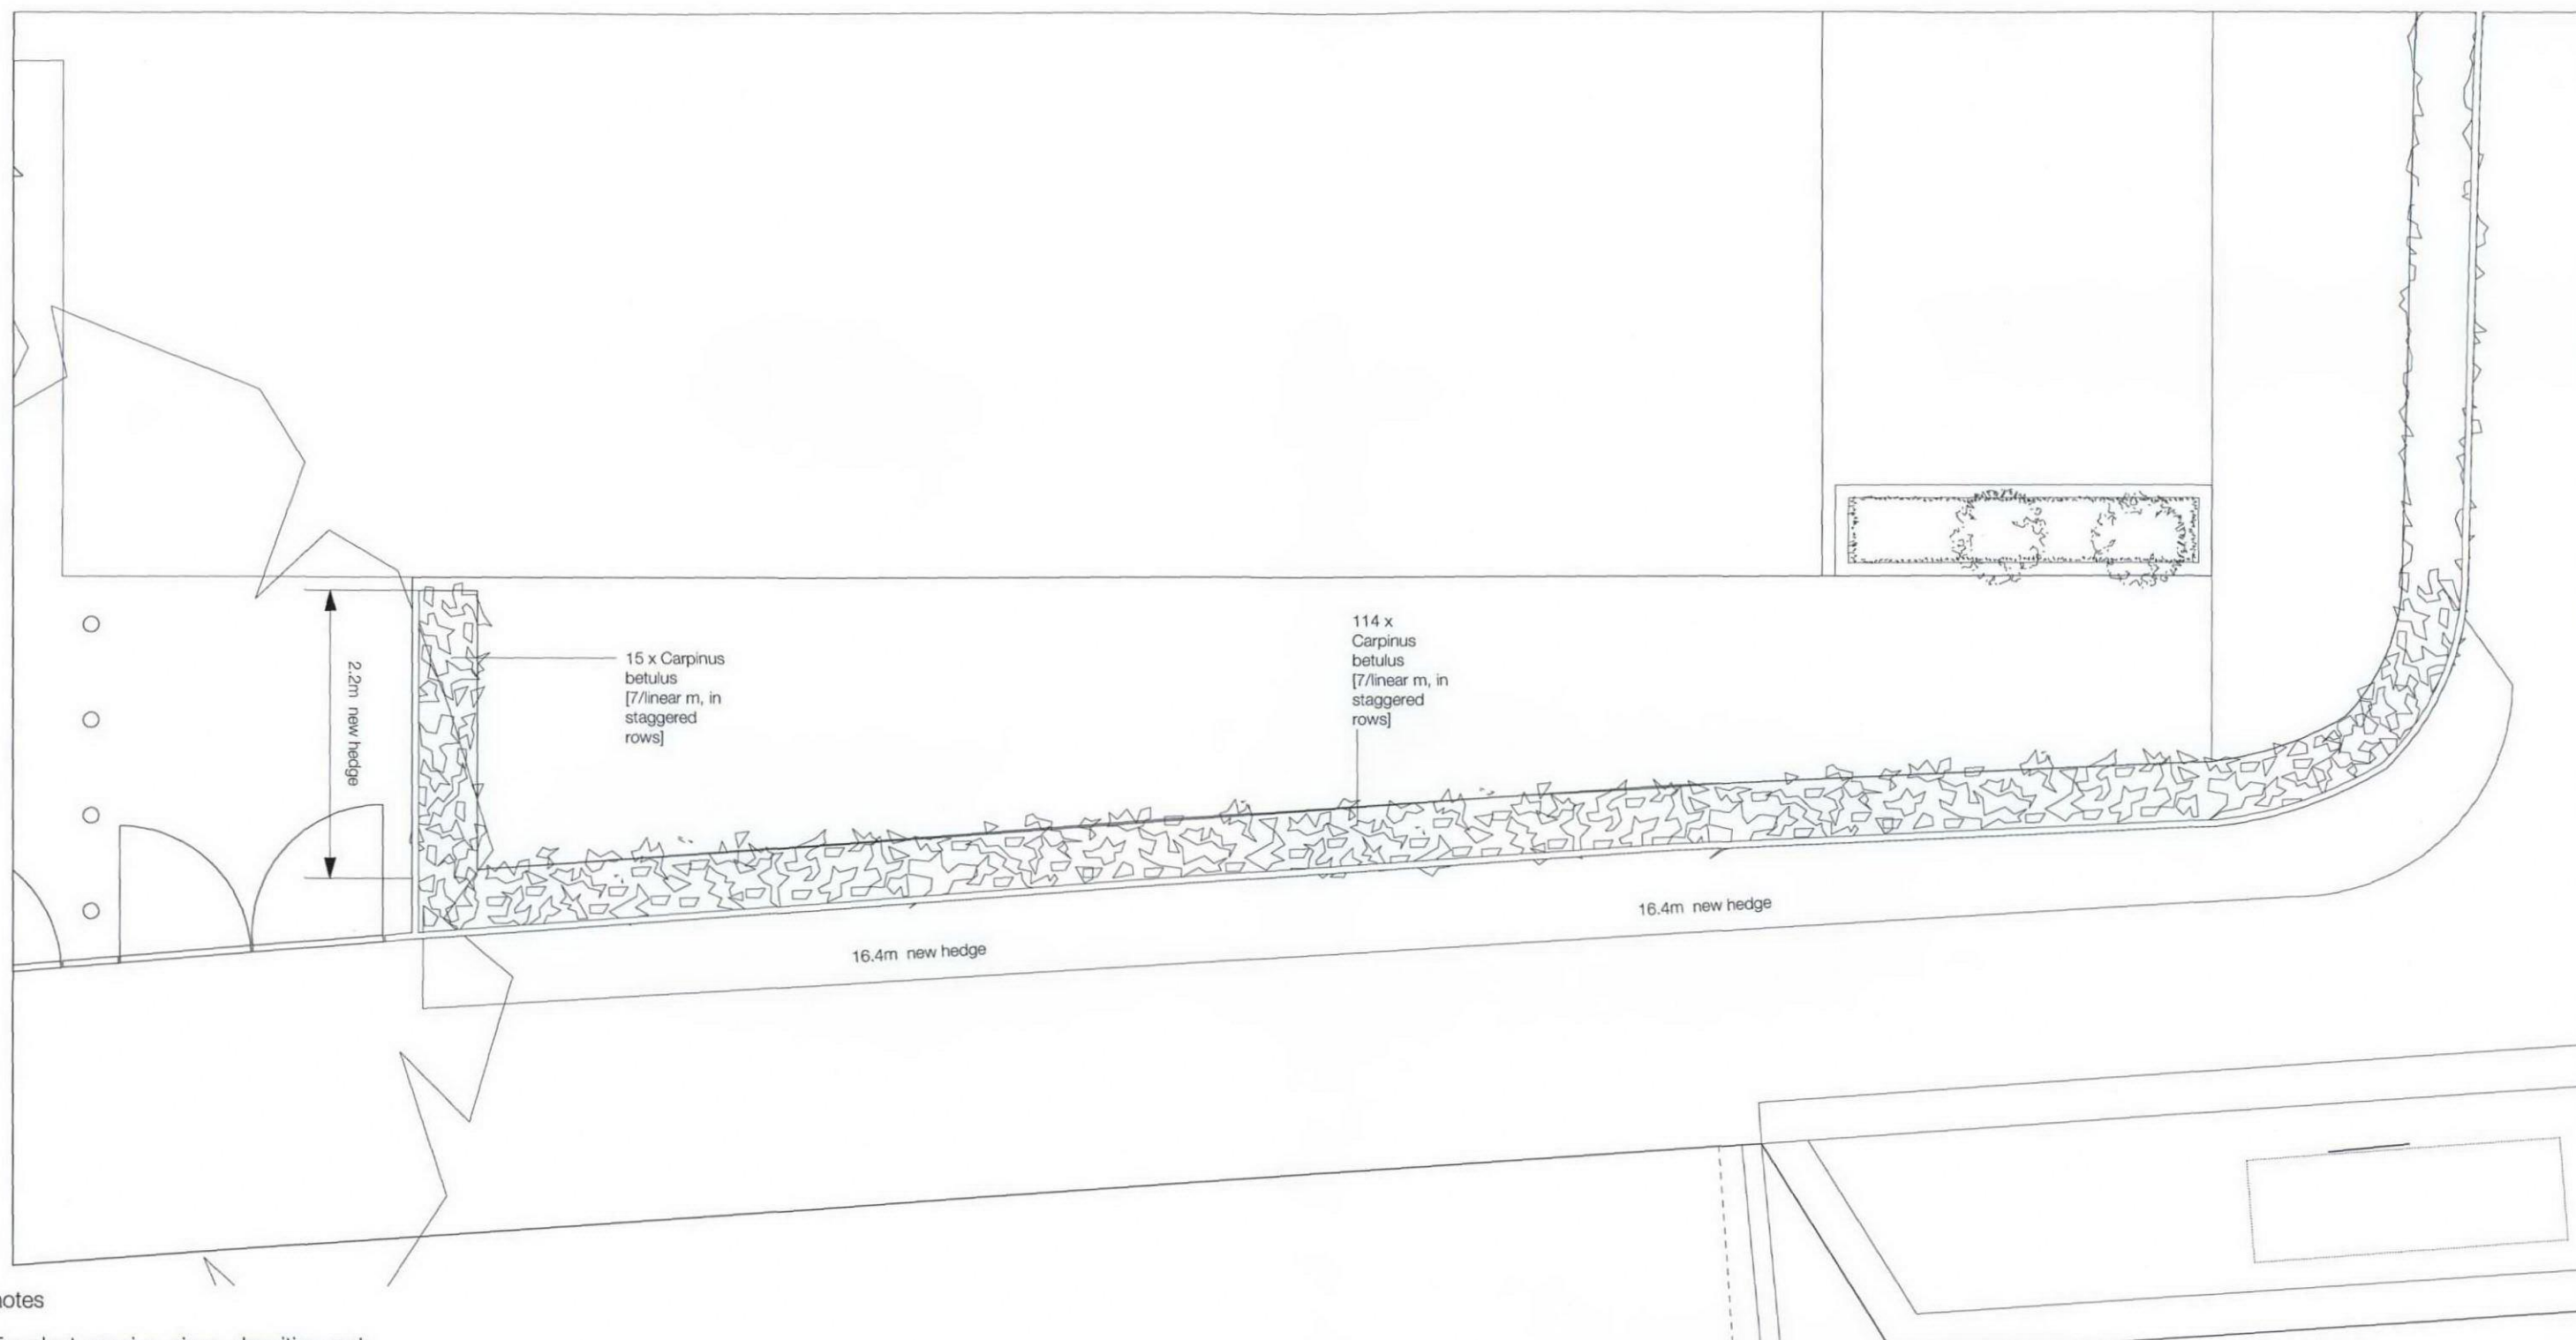 2.2m new hedge
15 x Carpinus
betulus
[7/linear m, in
staggered
rows]
114 x
Carpinus
betulus
[7/linear m, in
staggered
rows]
16.4m new hedge
16.4m new hedge
notes